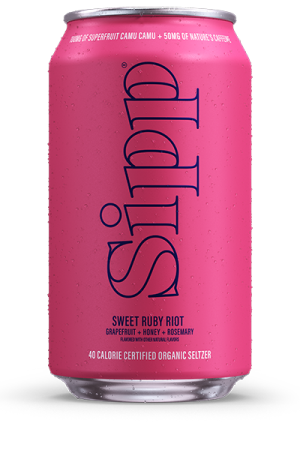 100MG OF SUPERFRUIT CAMU CAMU + 50MG OF NATURE'S CAFFEINE
Sipp®
SWEET RUBY RIOT
GRAPEFRUIT + HONEY + ROSEMARY
FLAVORED WITH OTHER NATURAL FLAVORS
40 CALORIE CERTIFIED ORGANIC SELTZER